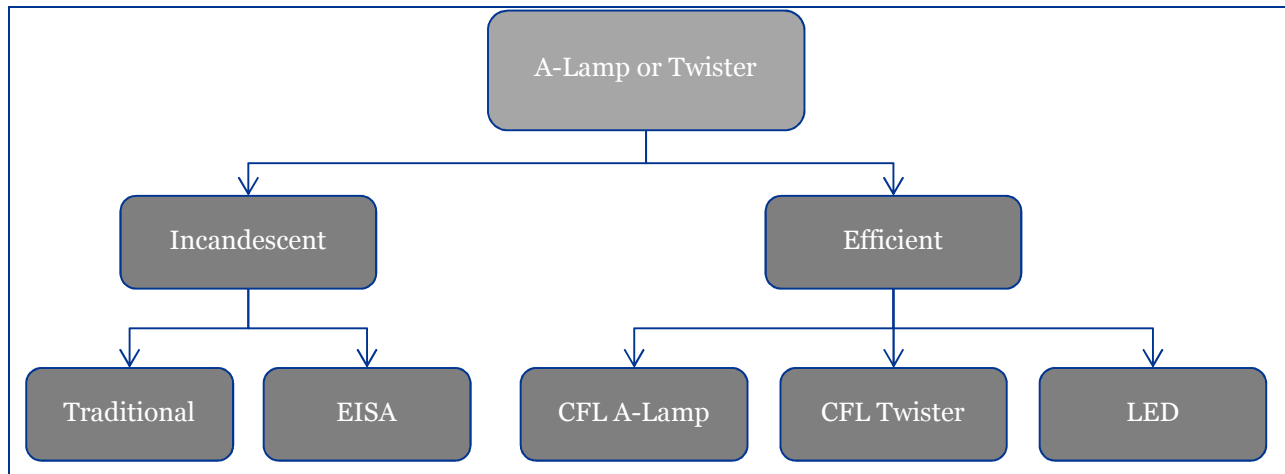 A-Lamp or Twister
Incandescent
Efficient
Traditional
EISA
CFL A-Lamp
CFL Twister
LED